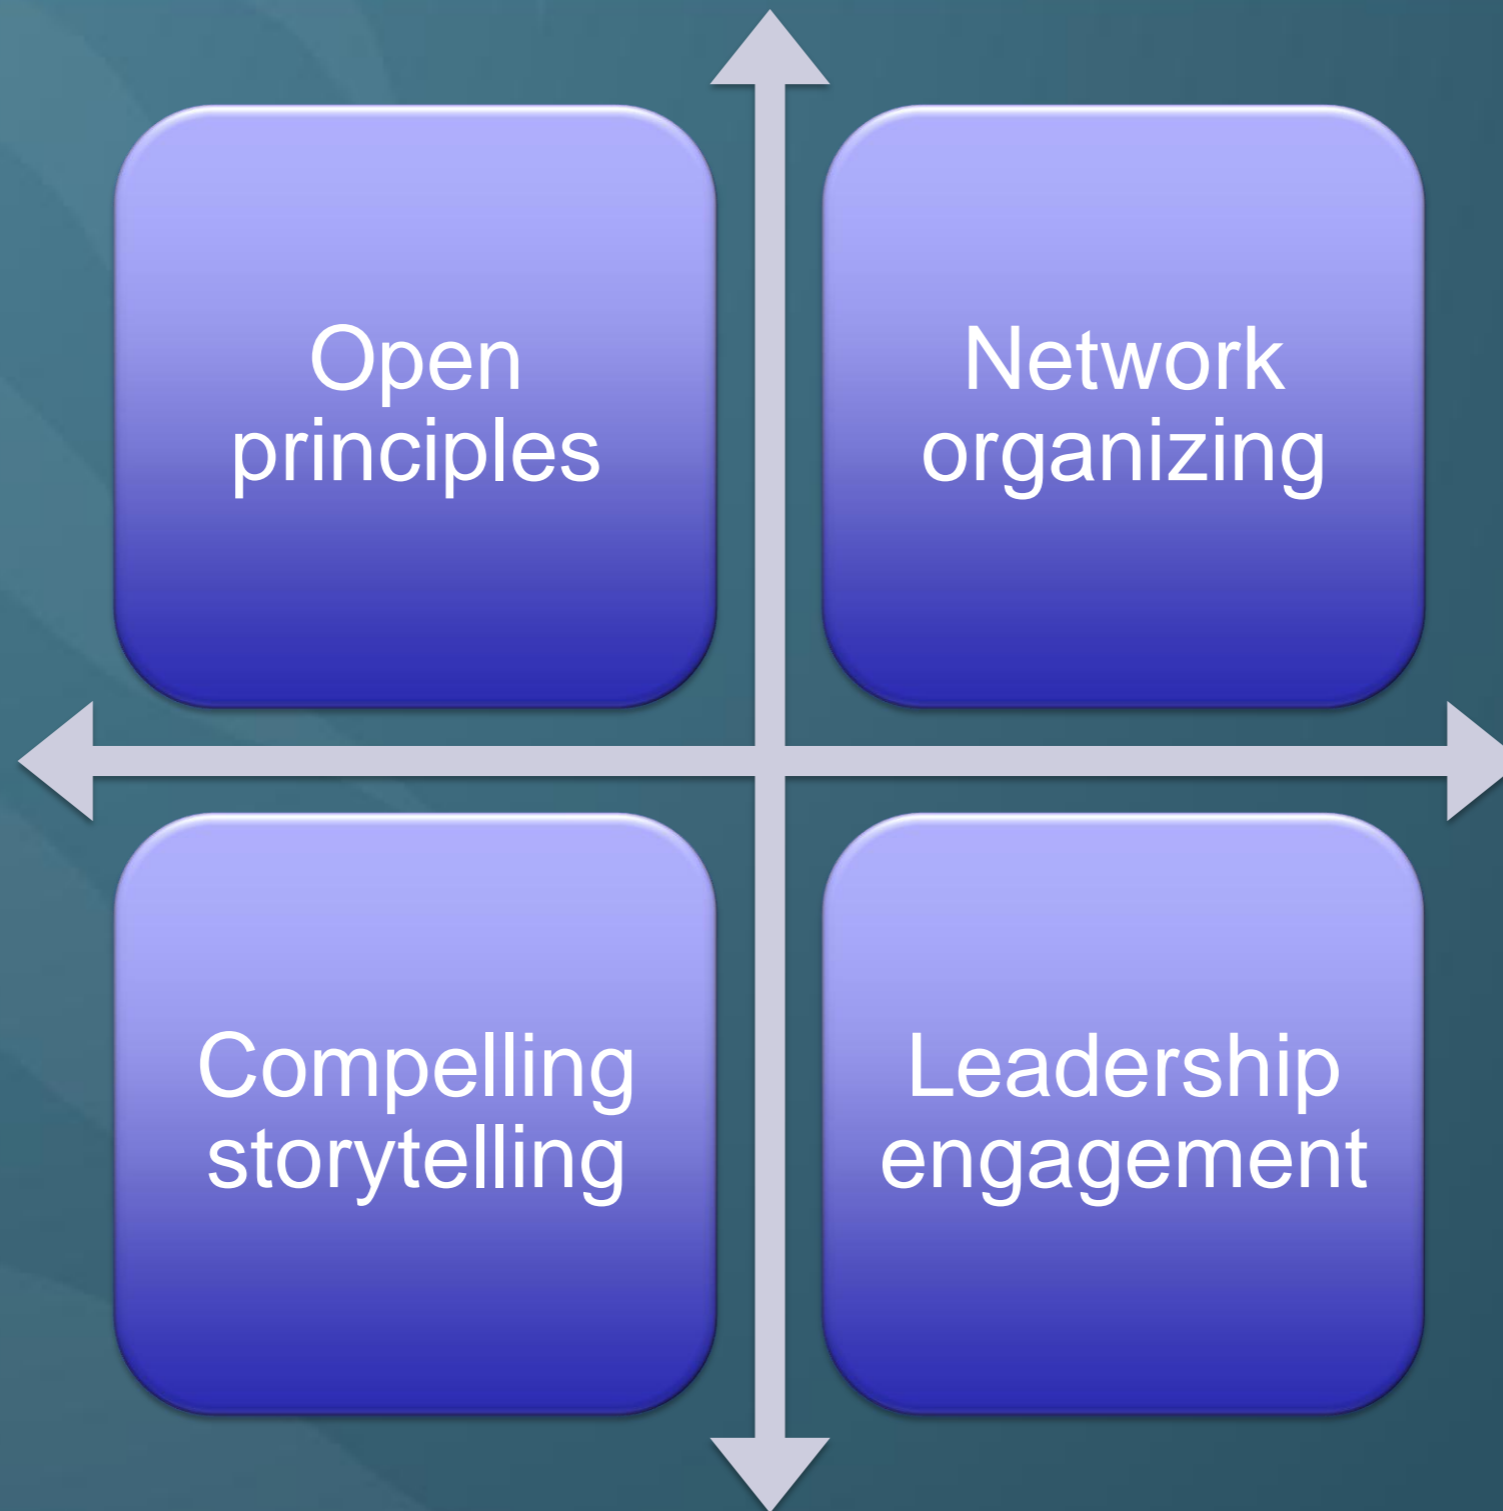 Open
principles
Network
organizing
Compelling
storytelling
Leadership
engagement